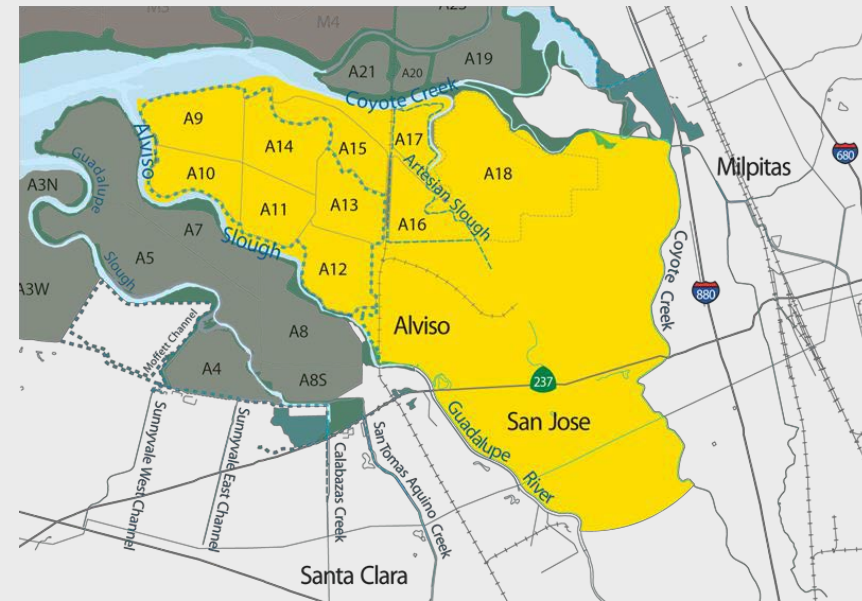 M3
M4
A23
A21
A20
A19
Coyote Creek
A9
A14
A15
A17
Alviso
Slough
Artesian Slough
A18
680
Milpitas
Guadalupe
Slough
A3N
A10
A11
A13
A16
A7
A5
A12
Coyote Creek
880
A3W
Moffett Channel
A8
Alviso
A4
A8S
237
San Jose
Guadalupe River
Sunnyvale West Channel
Sunnyvale East Channel
Calabazas Creek
San Tomas Aquino Creek
Santa Clara